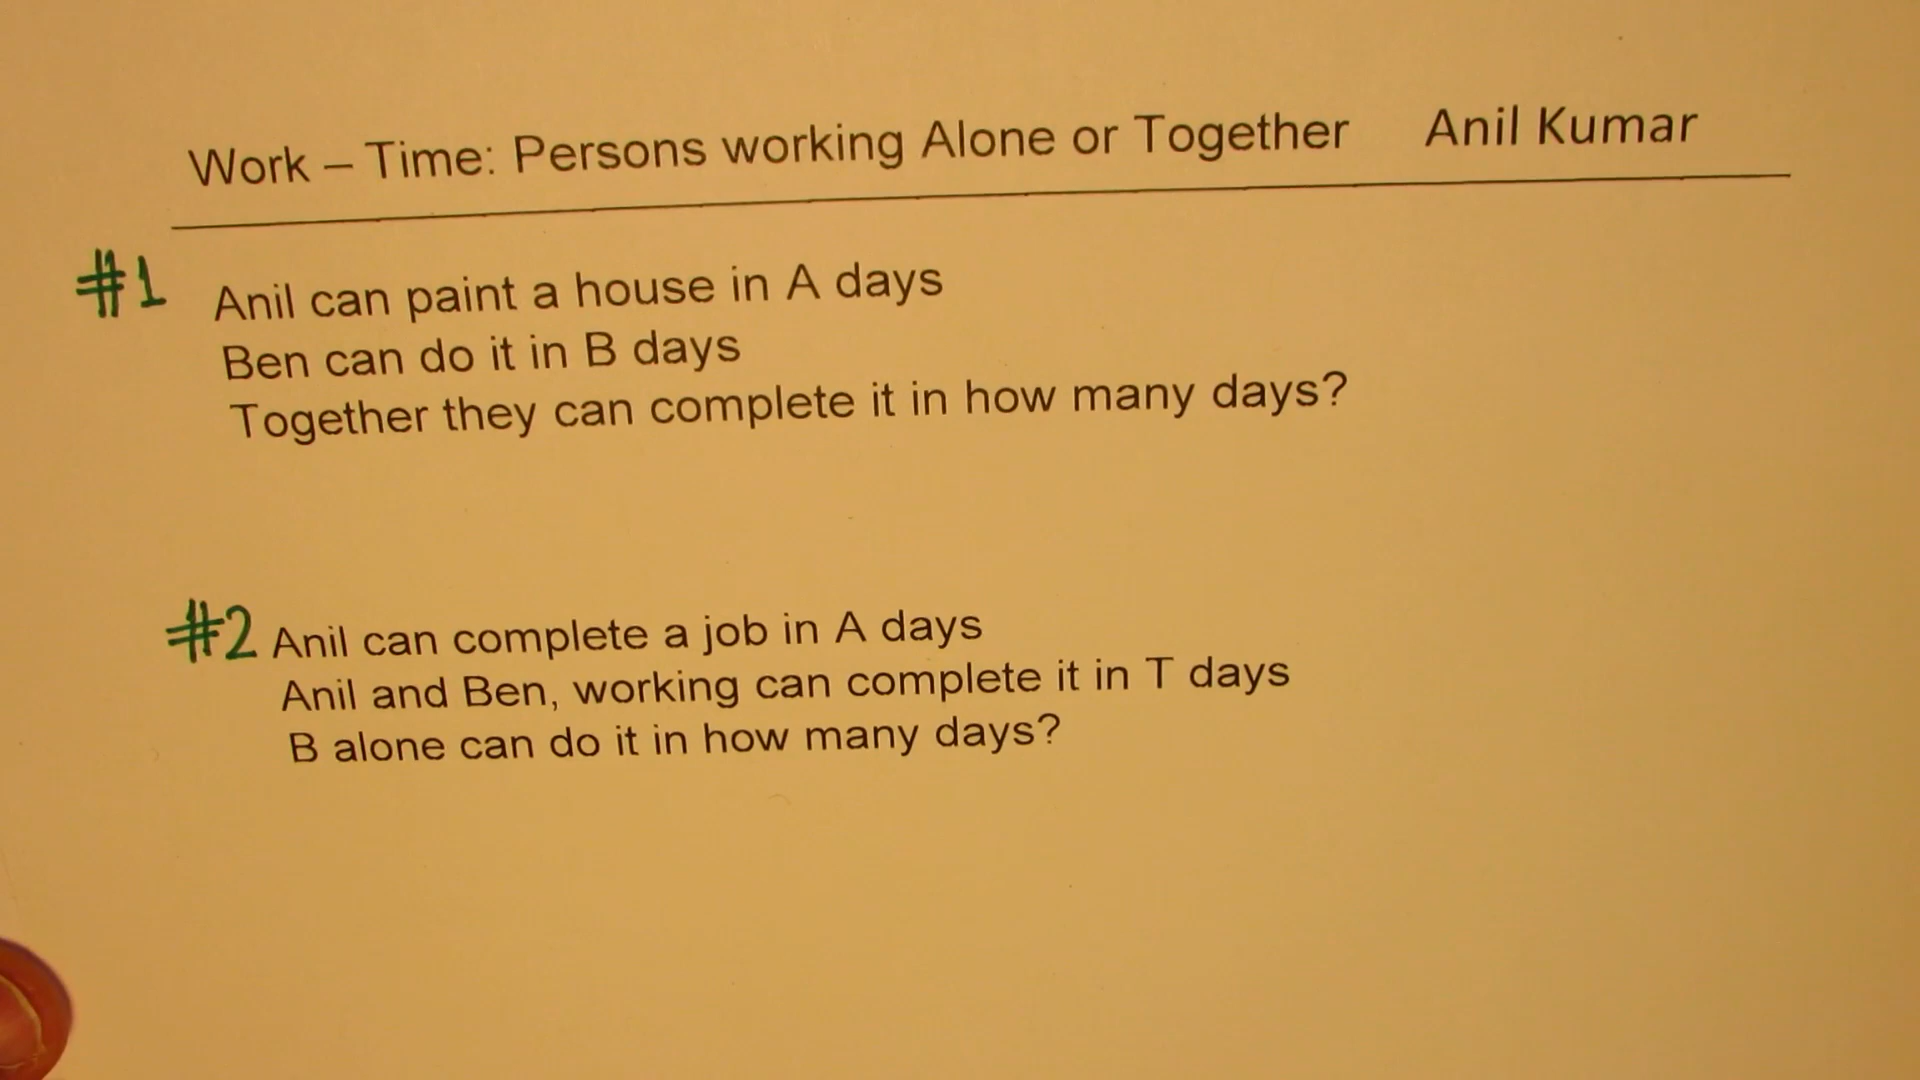 Work – Time: Persons working Alone or Together Anil Kumar
#1 Anil can paint a house in A days
Ben can do it in B days
Together they can complete it in how many days?
#2 Anil can complete a job in A days
Anil and Ben, working can complete it in T days
B alone can do it in how many days?